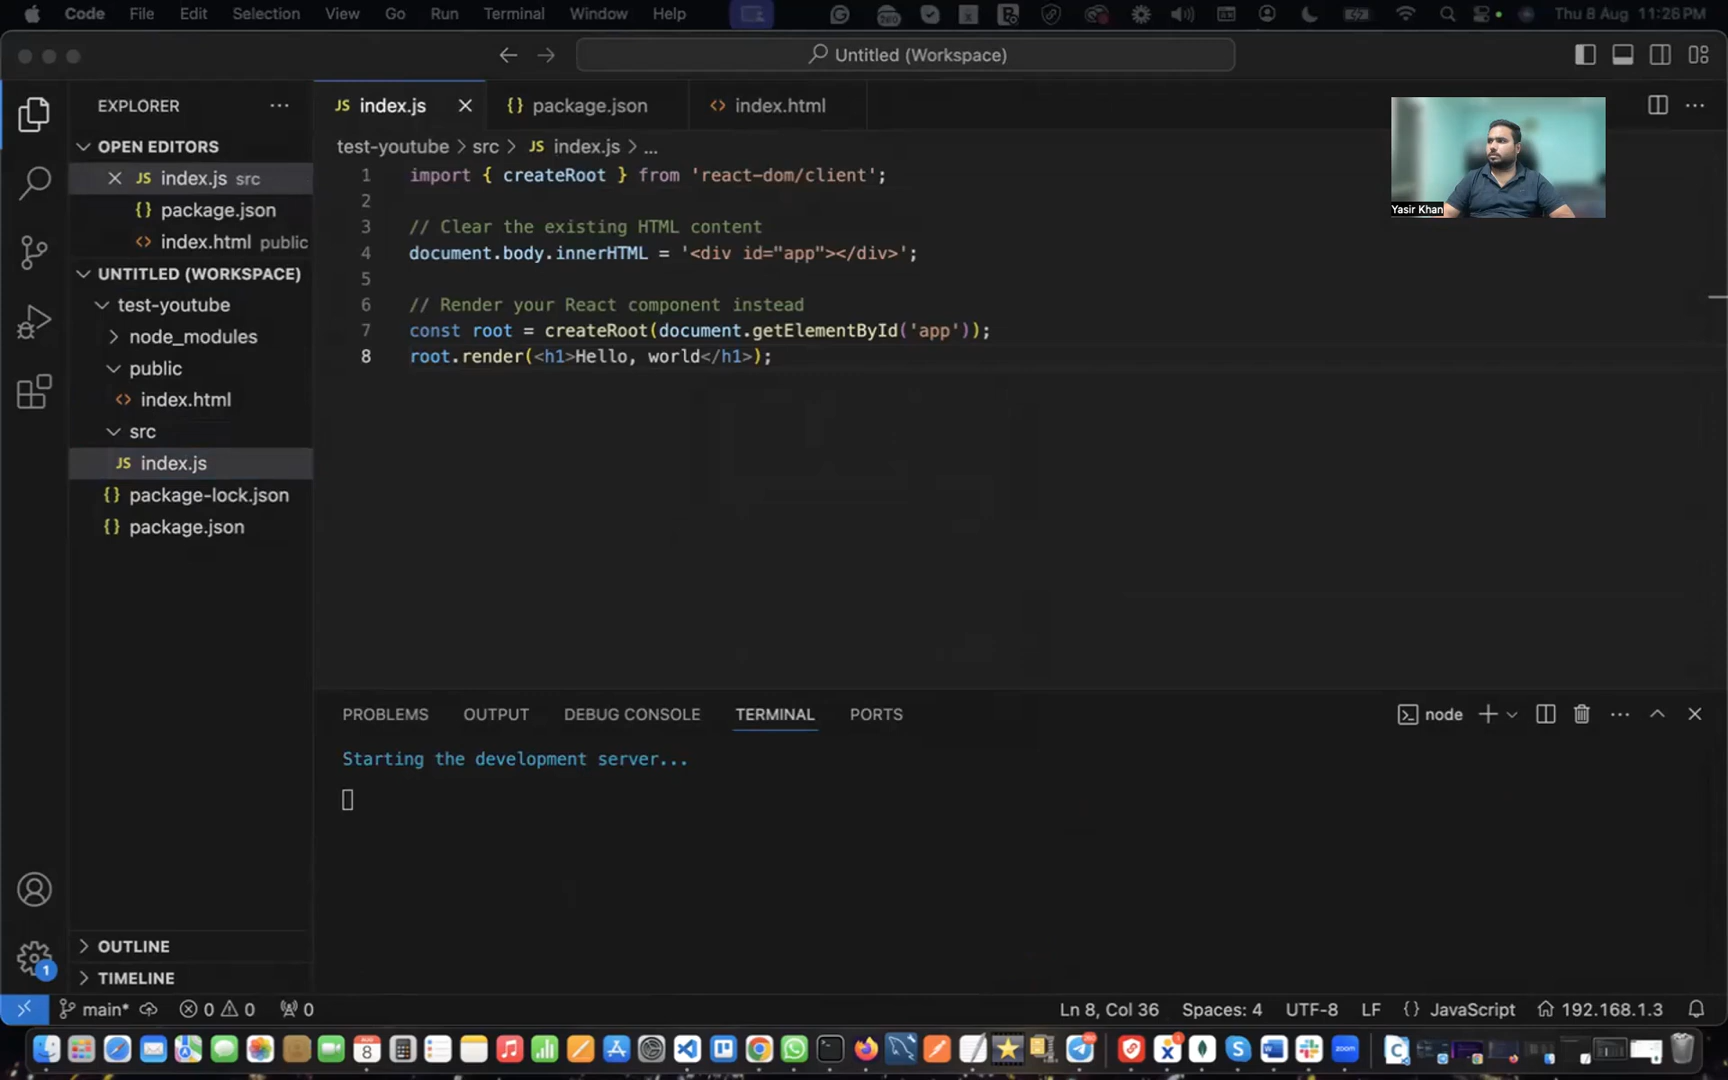 Code File Edit Selection View Go Run Terminal Window Help Thu 8 Aug 11:26 PM
Untitled (Workspace)
EXPLORER
OPEN EDITORS
index.js src
package.json
index.html public
UNTITLED (WORKSPACE)
test-youtube
node_modules
public
index.html
src
JS index.js
package-lock.json
package.json
OUTLINE
TIMELINE
JS index.js
{} package.json
<> index.html
test-youtube > src > JS index.js > ...
1 import { createRoot } from 'react-dom/client';
2
3 // Clear the existing HTML content
4 document.body.innerHTML = '<div id="app"></div>';
5
6 // Render your React component instead
7 const root = createRoot(document.getElementById('app'));
8 root.render(<h1>Hello, world</h1>);
Yasir Khan
PROBLEMS OUTPUT DEBUG CONSOLE TERMINAL PORTS
node
Starting the development server...
1
main* 0 0 0
Ln 8, Col 36 Spaces: 4 UTF-8 LF {} JavaScript 192.168.1.3
8
zoom